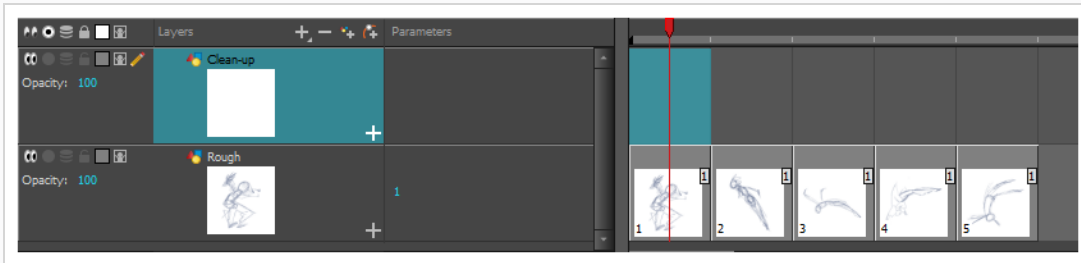 Layers Parameters
Clean-up
Opacity: 100
Rough
Opacity: 100
1
1 1 1 1 1
1 2 3 4 5